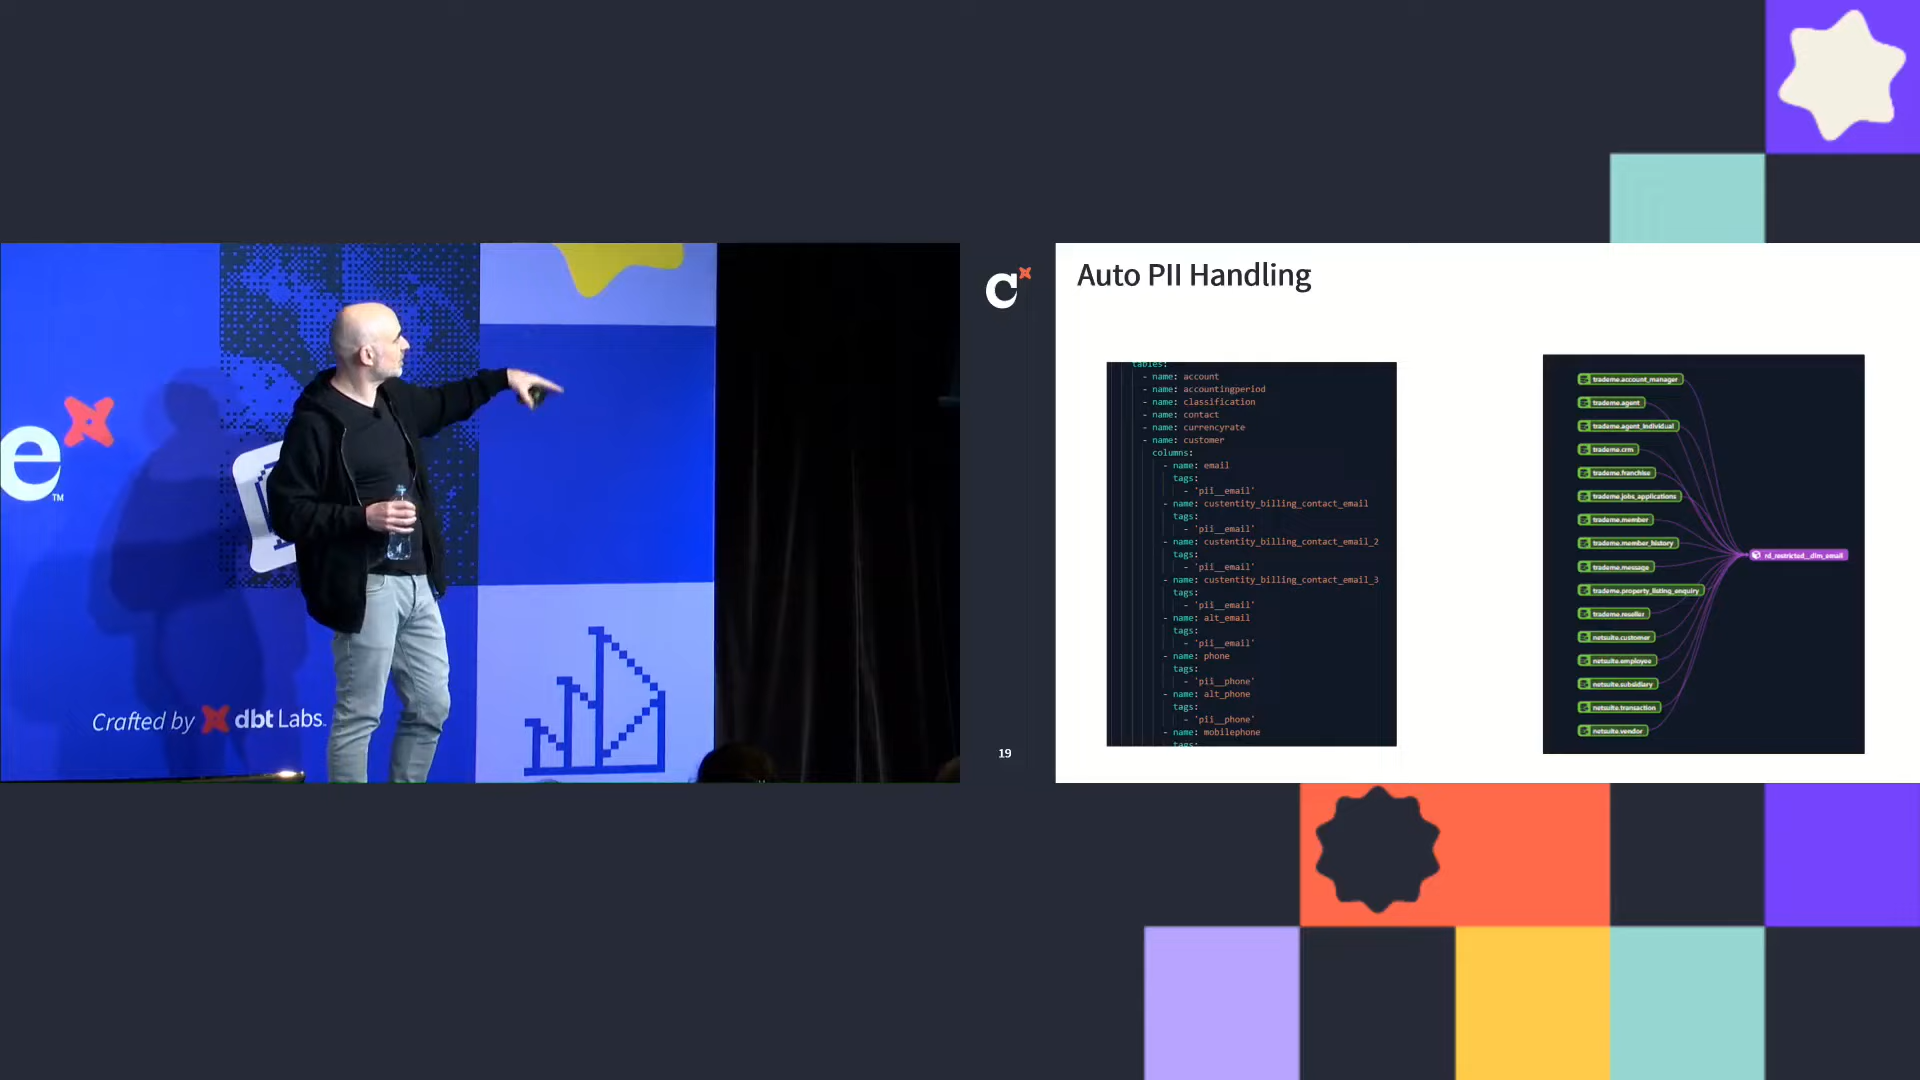 e
TM
Crafted by dbt Labs.
c
19
Auto PII Handling
tables:
- name: account
- name: accountingperiod
- name: classification
- name: contact
- name: currencyrate
- name: customer
columns:
- name: email
tags:
- 'pii__email'
- name: custentity_billing_contact_email
tags:
- 'pii__email'
- name: custentity_billing_contact_email_2
tags:
- 'pii__email'
- name: custentity_billing_contact_email_3
tags:
- 'pii__email'
- name: alt_email
tags:
- 'pii__email'
- name: phone
tags:
- 'pii__phone'
- name: alt_phone
tags:
- 'pii__phone'
- name: mobilephone
tags:
trademe.account_manager
trademe.agent
trademe.agent_individual
trademe.crm
trademe.franchise
trademe.jobs_applications
trademe.member
trademe.member_history
trademe.message
trademe.property_listing_enquiry
trademe.reseller
netsuite.customer
netsuite.employee
netsuite.subsidiary
netsuite.transaction
netsuite.vendor
rd_restricted__dim_email